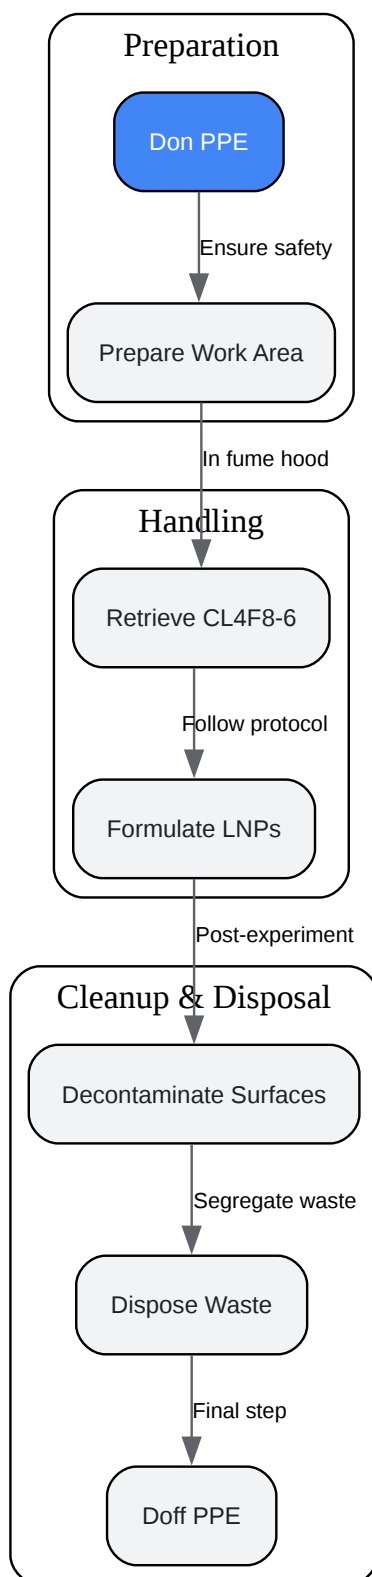 Preparation
Don PPE
Ensure safety
Prepare Work Area
In fume hood
Handling
Retrieve CL4F8-6
Follow protocol
Formulate LNPs
Post-experiment
Cleanup & Disposal
Decontaminate Surfaces
Segregate waste
Dispose Waste
Final step
Doff PPE